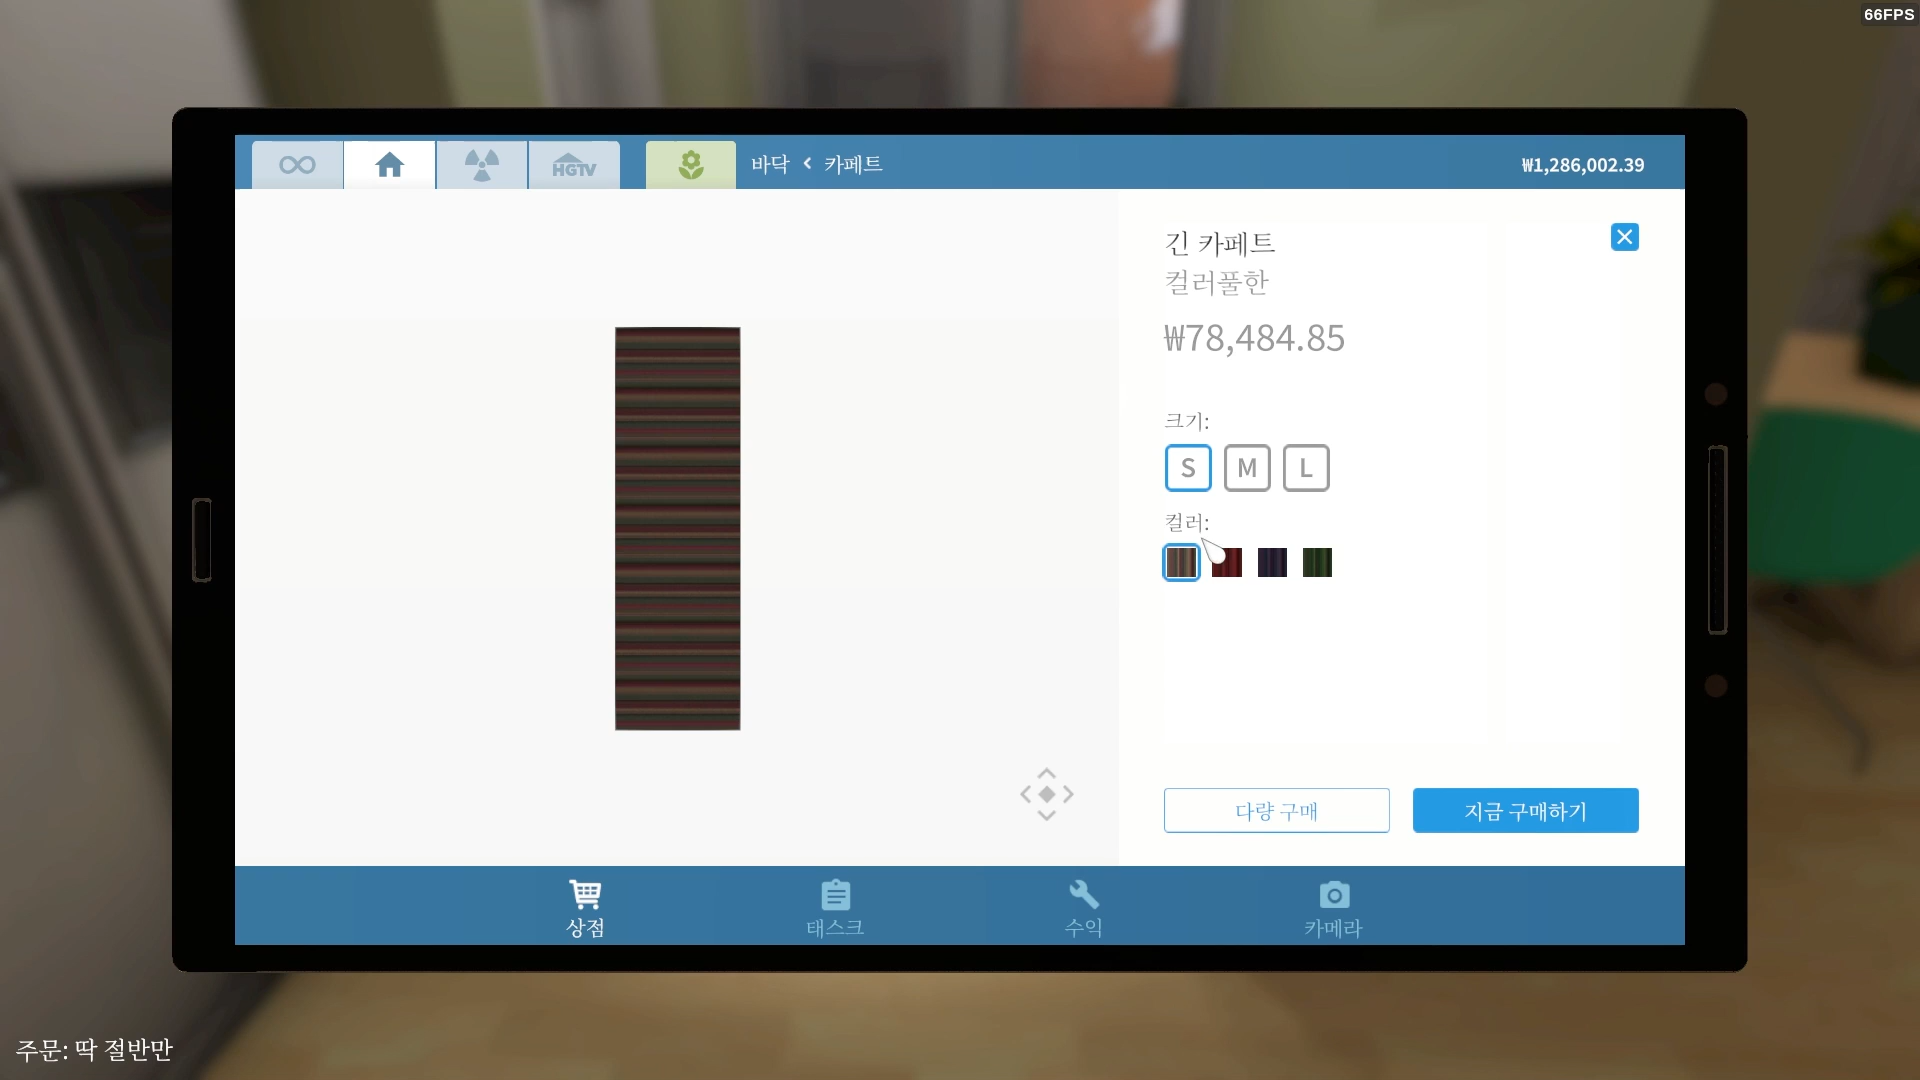 66FPS
HGTV
바닥 < 카페트
₩1,286,002.39
긴 카페트
컬러풀한
₩78,484.85
크기:
S M L
컬러:
다량 구매
지금 구매하기
상점
태스크
수익
카메라
주문: 딱 절반만